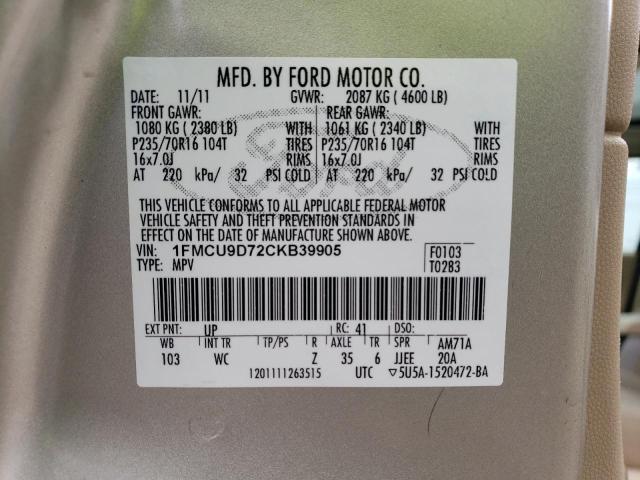 MFD. BY FORD MOTOR CO.
DATE: 11/11 GVWR: 2087 KG ( 4600 LB)
FRONT GAWR: REAR GAWR:
1080 KG ( 2380 LB) WITH 1061 KG ( 2340 LB) WITH
P235/70R16 104T TIRES P235/70R16 104T TIRES
16x7.0J RIMS 16x7.0J RIMS
AT 220 kPa/ 32 PSI COLD AT 220 kPa/ 32 PSI COLD
THIS VEHICLE CONFORMS TO ALL APPLICABLE FEDERAL MOTOR
VEHICLE SAFETY AND THEFT PREVENTION STANDARDS IN
EFFECT ON THE DATE OF MANUFACTURE SHOWN ABOVE.
VIN: 1FMCU9D72CKB39905 F0103
TYPE: MPV T0283
EXT PNT: UP RC: 41 DSO:
WB INT TR TP/PS R AXLE TR SPR AM71A
103 WC Z 35 6 JJEE 20A
1201111263515 UTC ▽5U5A-1520472-BA
Ford